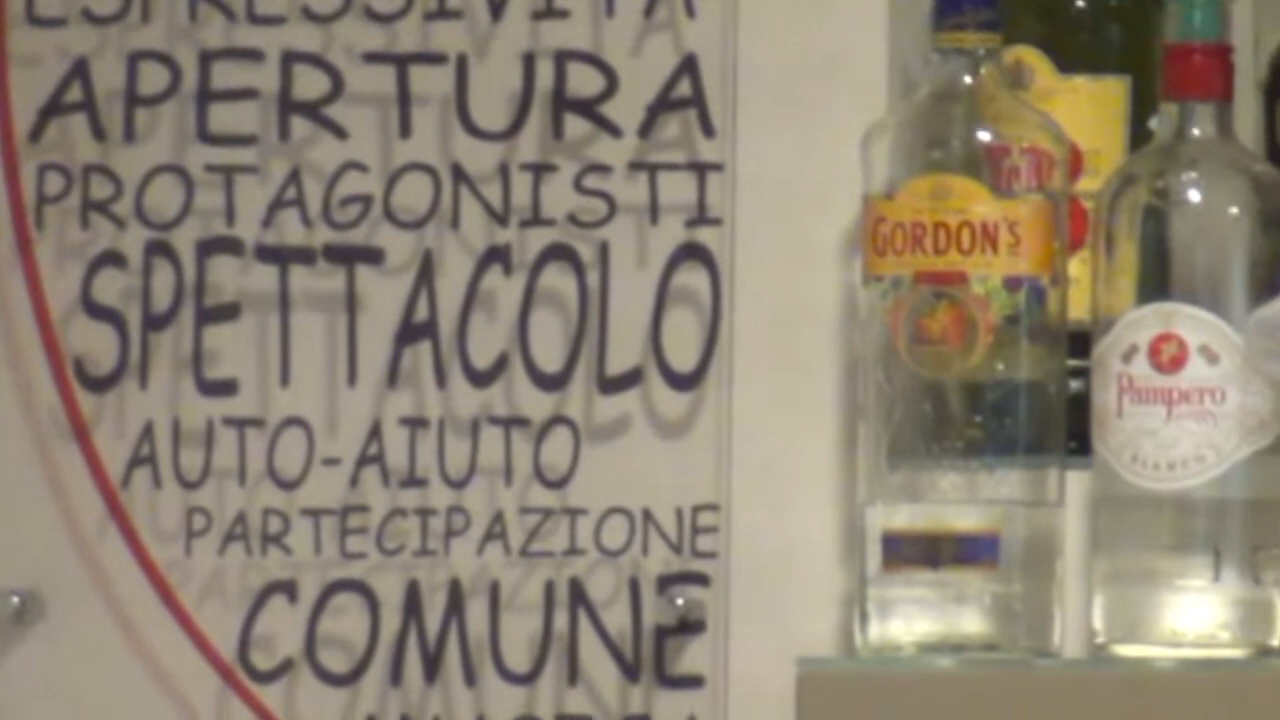 ESPRESSIVITÀ
APERTURA
PROTAGONISTI
SPETTACOLO
AUTO-AIUTO
PARTECIPAZIONE
COMUNE
GORDON'S
Pampero
BLANCO